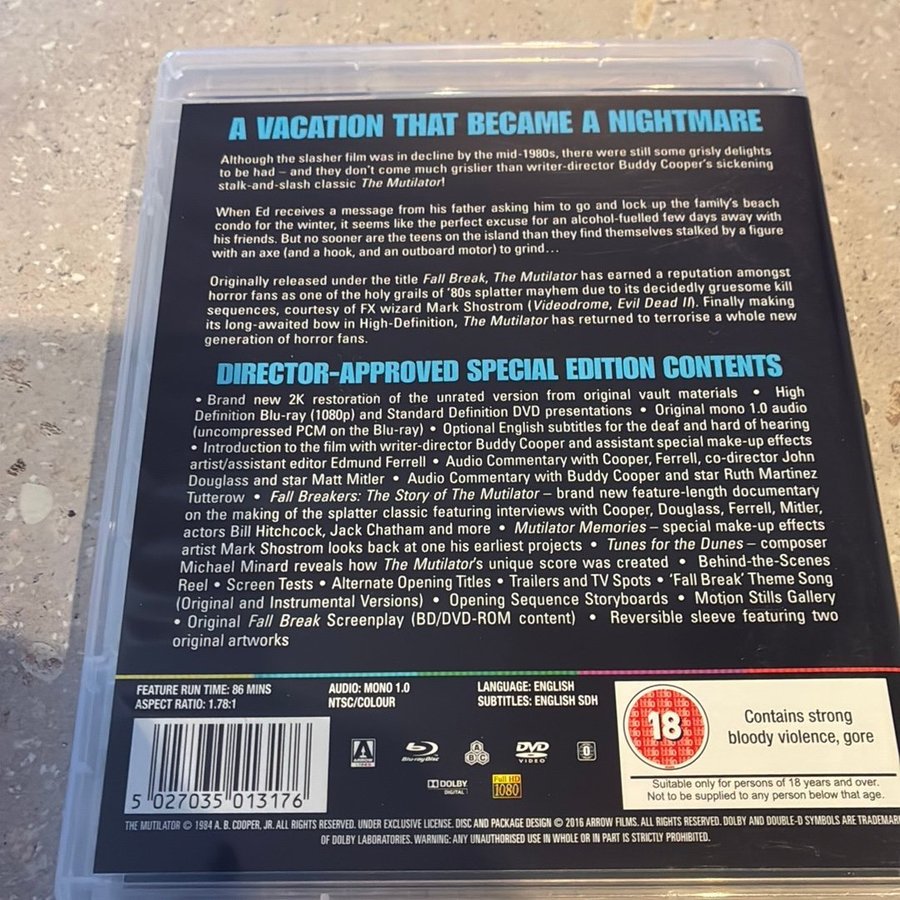 A VACATION THAT BECAME A NIGHTMARE
Although the slasher film was in decline by the mid-1980s, there were still some grisly delights
to be had – and they don't come much grislier than writer-director Buddy Cooper's sickening
stalk-and-slash classic The Mutilator!
When Ed receives a message from his father asking him to go and lock up the family's beach
condo for the winter, it seems like the perfect excuse for an alcohol-fuelled few days away with
his friends. But no sooner are the teens on the island than they find themselves stalked by a figure
with an axe (and a hook, and an outboard motor) to grind...
Originally released under the title Fall Break, The Mutilator has earned a reputation amongst
horror fans as one of the holy grails of '80s splatter mayhem due to its decidedly gruesome kill
sequences, courtesy of FX wizard Mark Shostrom (Videodrome, Evil Dead II). Finally making
its long-awaited bow in High-Definition, The Mutilator has returned to terrorise a whole new
generation of horror fans.
DIRECTOR-APPROVED SPECIAL EDITION CONTENTS
• Brand new 2K restoration of the unrated version from original vault materials • High
Definition Blu-ray (1080p) and Standard Definition DVD presentations • Original mono 1.0 audio
(uncompressed PCM on the Blu-ray) • Optional English subtitles for the deaf and hard of hearing
• Introduction to the film with writer-director Buddy Cooper and assistant special make-up effects
artist/assistant editor Edmund Ferrell • Audio Commentary with Cooper, Ferrell, co-director John
Douglass and star Matt Mitler • Audio Commentary with Buddy Cooper and star Ruth Martinez
Tutterow • Fall Breakers: The Story of The Mutilator – brand new feature-length documentary
on the making of the splatter classic featuring interviews with Cooper, Douglass, Ferrell, Mitler,
actors Bill Hitchcock, Jack Chatham and more • Mutilator Memories – special make-up effects
artist Mark Shostrom looks back at one his earliest projects • Tunes for the Dunes – composer
Michael Minard reveals how The Mutilator's unique score was created • Behind-the-Scenes
Reel • Screen Tests • Alternate Opening Titles • Trailers and TV Spots • 'Fall Break' Theme Song
(Original and Instrumental Versions) • Opening Sequence Storyboards • Motion Stills Gallery
• Original Fall Break Screenplay (BD/DVD-ROM content) • Reversible sleeve featuring two
original artworks
FEATURE RUN TIME: 86 MINS
ASPECT RATIO: 1.78:1
AUDIO: MONO 1.0
NTSC/COLOUR
LANGUAGE: ENGLISH
SUBTITLES: ENGLISH SDH
18
Contains strong
bloody violence, gore
Suitable only for persons of 18 years and over.
Not to be supplied to any person below that age.
5 027035 013176
ARROW
Blu-ray Disc
ABC
DVD
VIDEO
0
DOLBY
DIGITAL
Full HD
1080
THE MUTILATOR © 1984 A. B. COOPER, JR. ALL RIGHTS RESERVED. UNDER EXCLUSIVE LICENSE. DISC AND PACKAGE DESIGN © 2016 ARROW FILMS. ALL RIGHTS RESERVED. DOLBY AND DOUBLE-D SYMBOLS ARE TRADEMAR
OF DOLBY LABORATORIES. WARNING: ANY UNAUTHORISED USE IN WHOLE OR IN PART IS STRICTLY PROHIBITED.